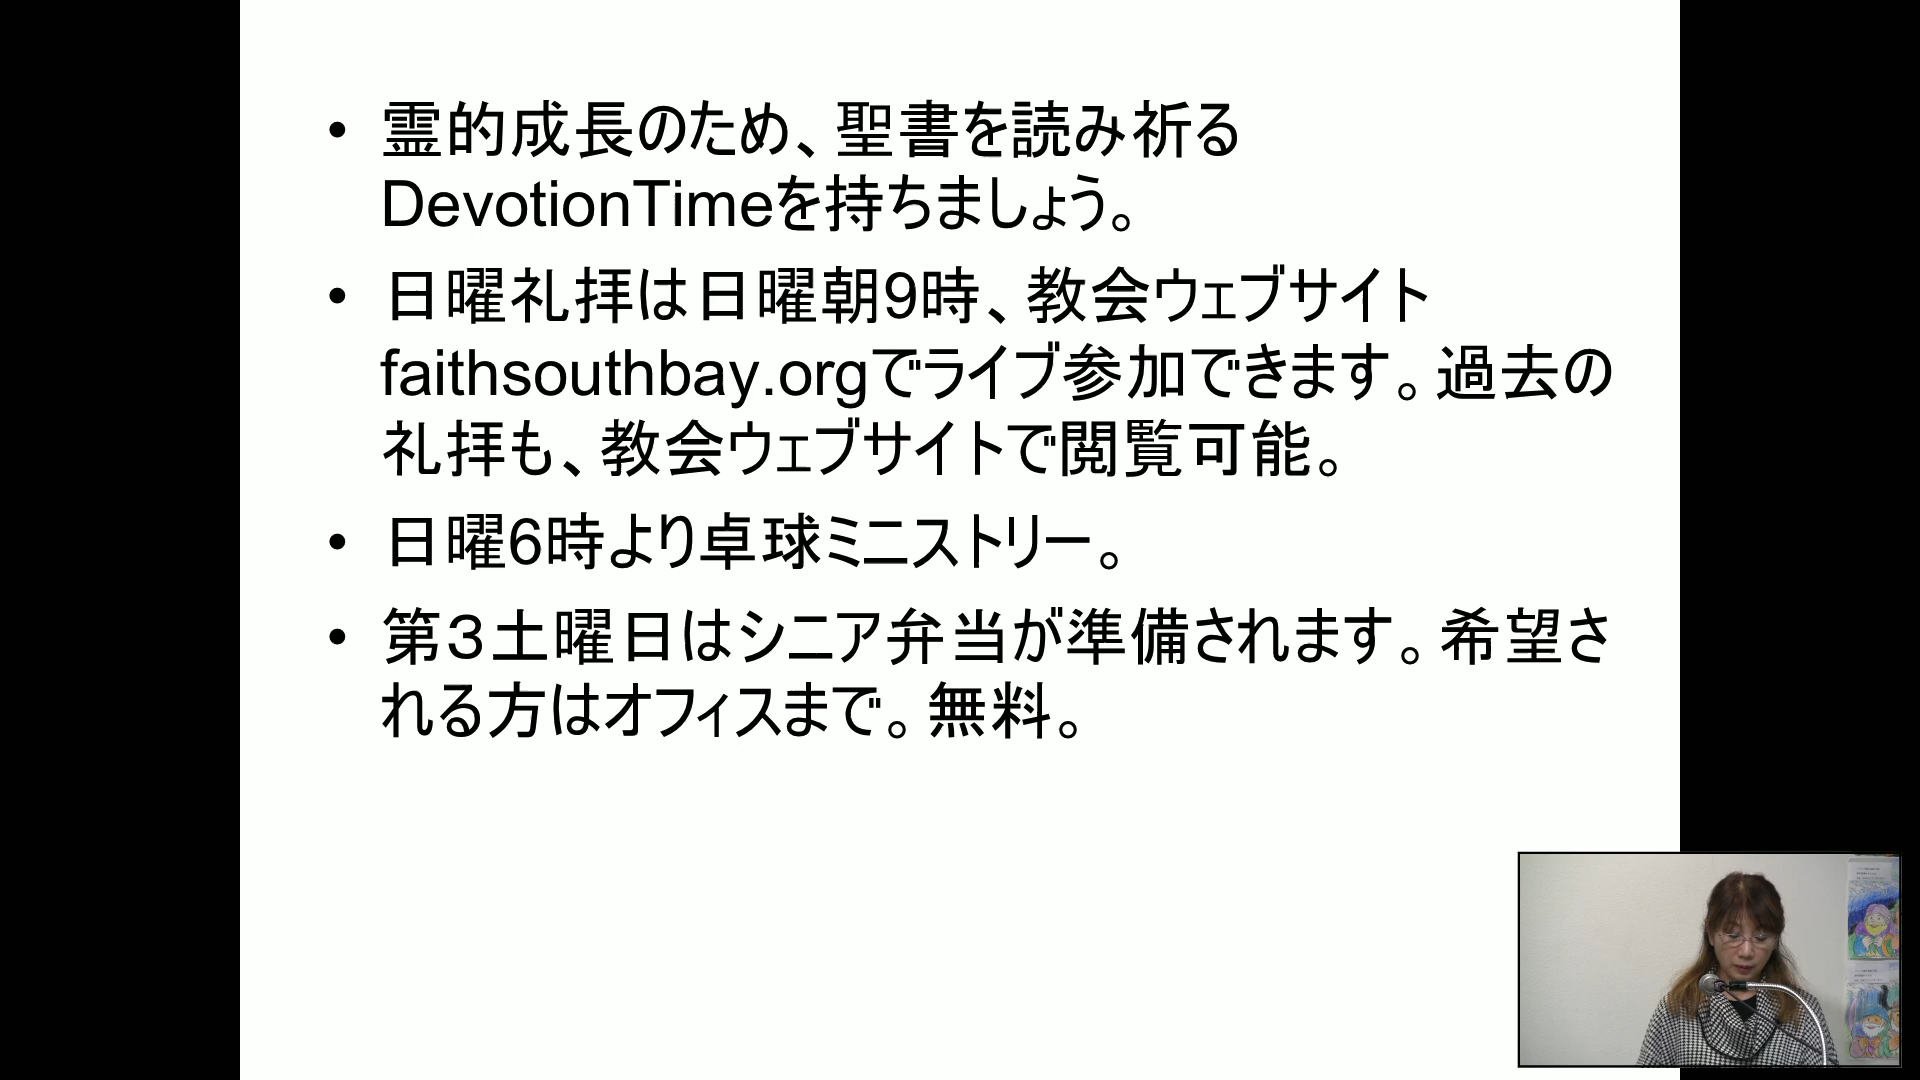 • 霊的成長のため、聖書を読み祈る
DevotionTimeを持ちましょう。
• 日曜礼拝は日曜朝9時、教会ウェブサイト
faithsouthbay.orgでライブ参加できます。過去の
礼拝も、教会ウェブサイトで閲覧可能。
• 日曜6時より卓球ミニストリー。
• 第３土曜日はシニア弁当が準備されます。希望さ
れる方はオフィスまで。無料。